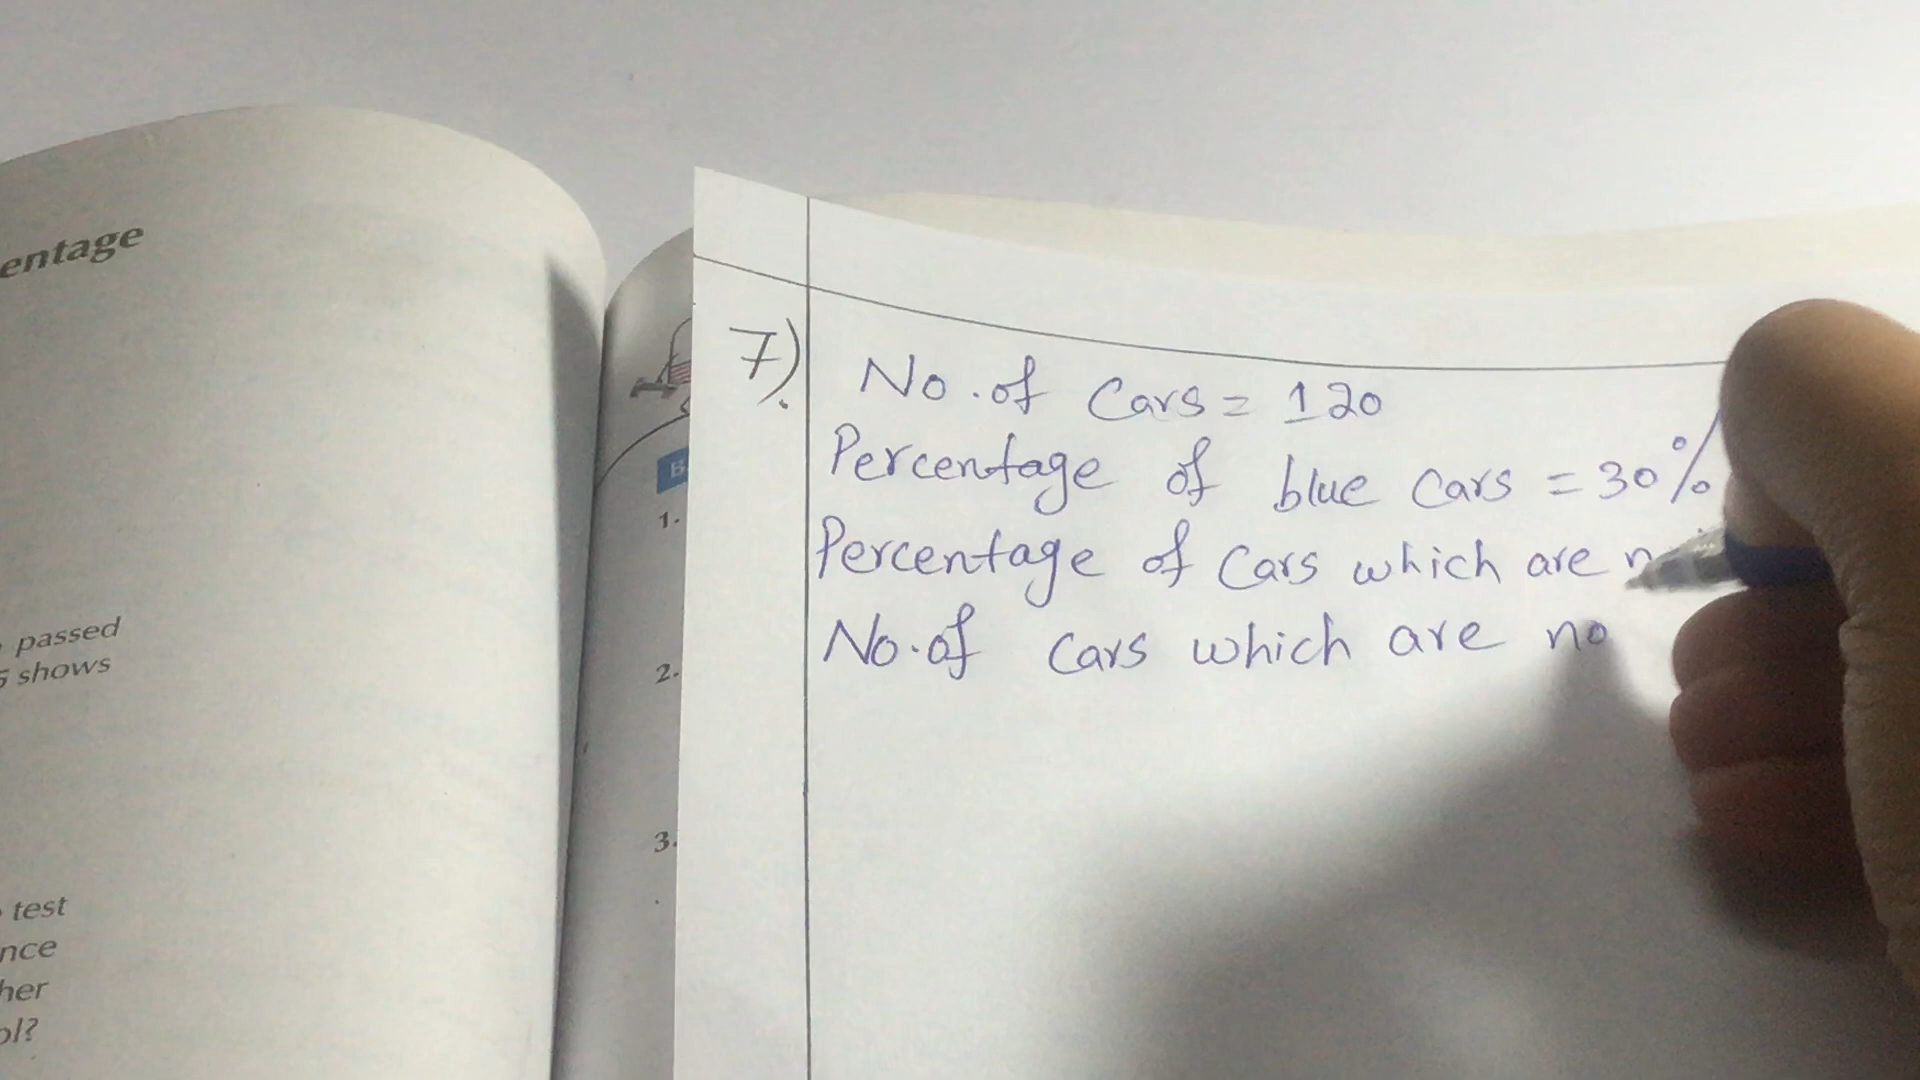 entage
passed
shows
test
nce
her
ol?
B
1.
2.
3.
7).
No. of Cars = 120
Percentage of blue Cars = 30%
Percentage of Cars which are n
No. of Cars which are no